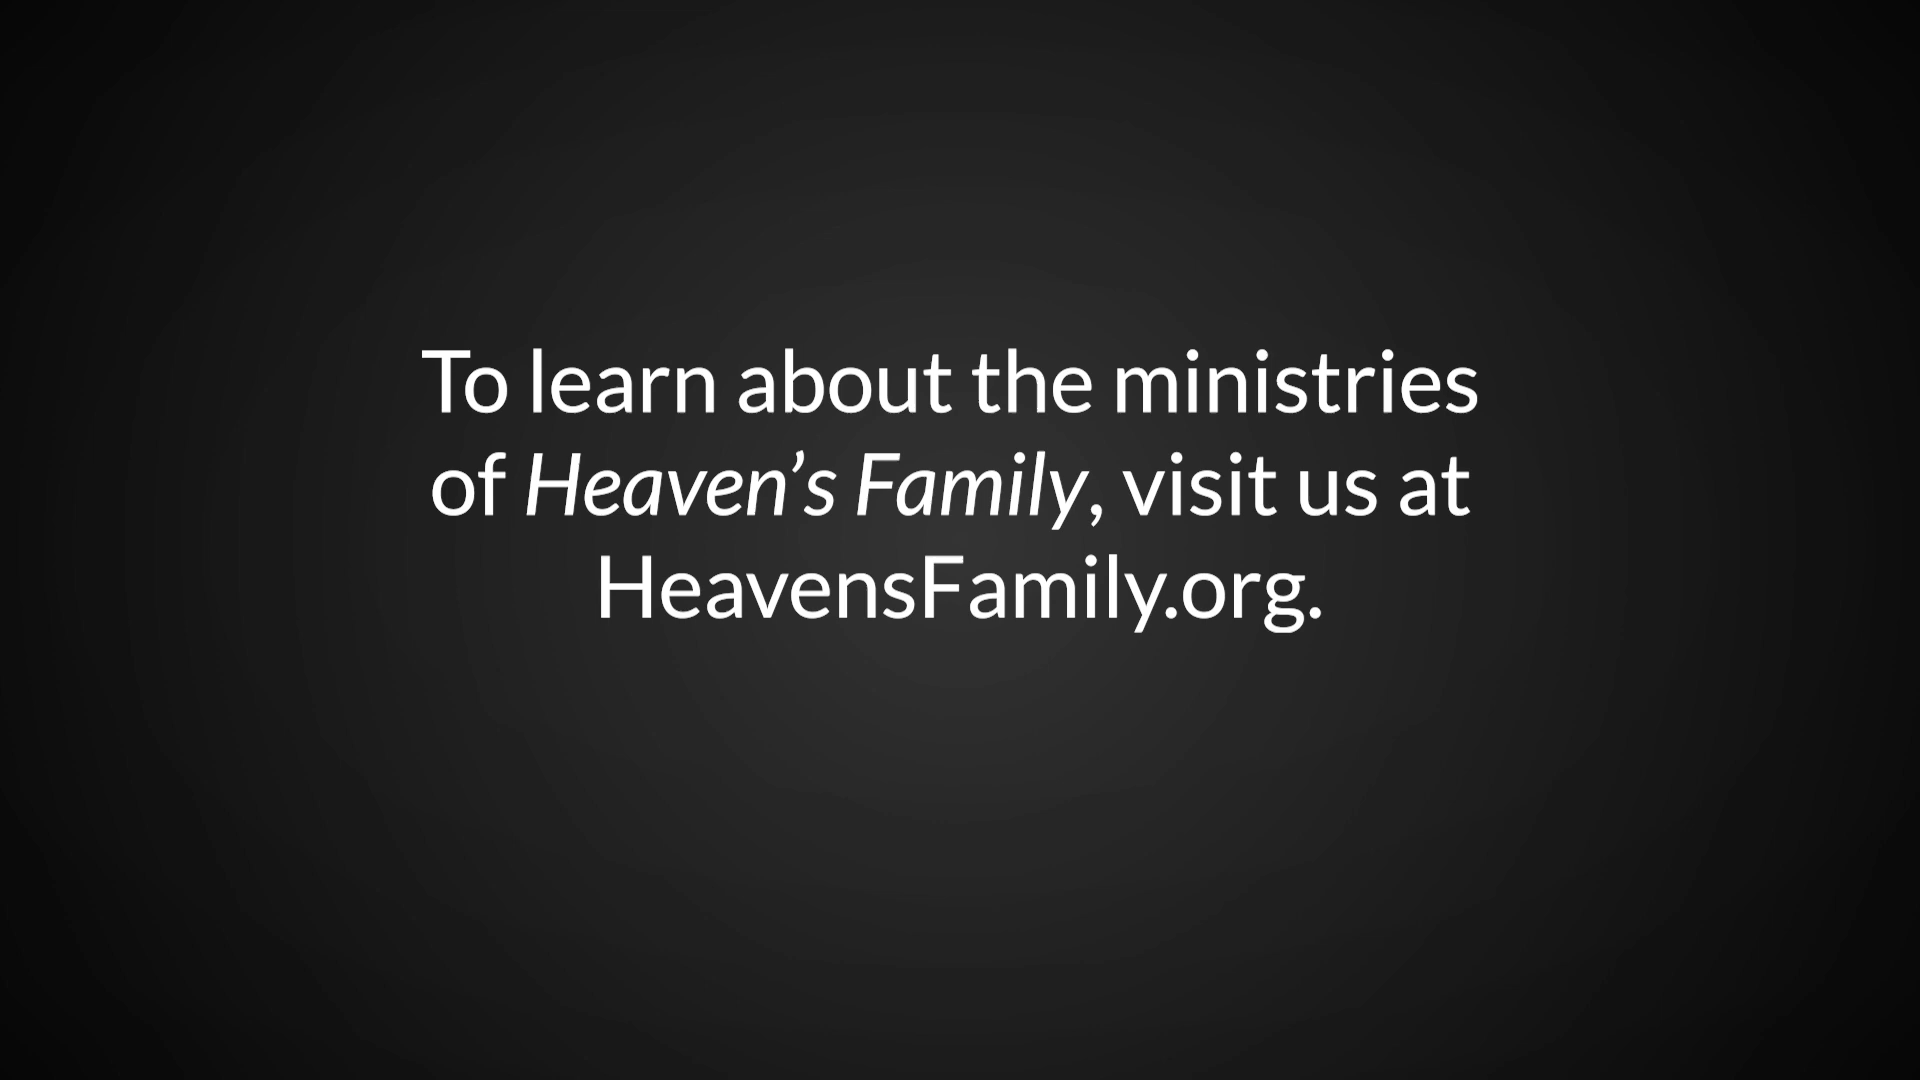 To learn about the ministries
of Heaven’s Family, visit us at
HeavensFamily.org.